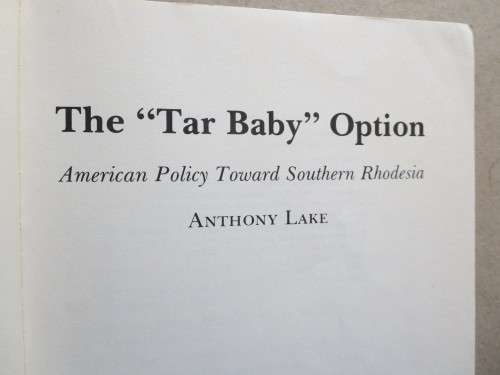 The “Tar Baby” Option
American Policy Toward Southern Rhodesia
ANTHONY LAKE